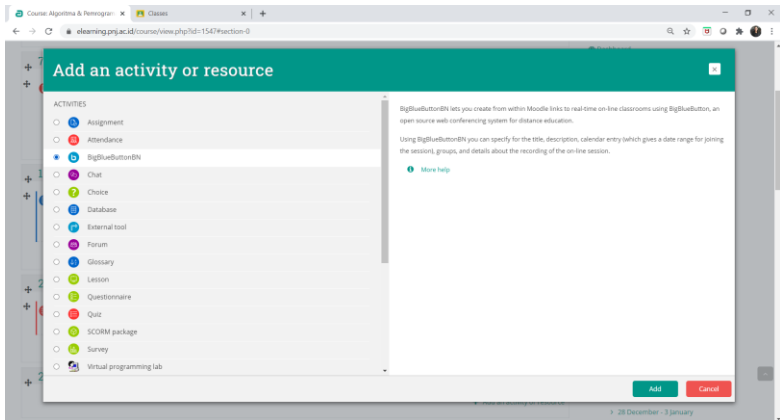 Course: Algoritma & Pemrogram
Classes
elearning.pnj.ac.id/course/view.php?id=1547#section-0
Add an activity or resource
ACTIVITIES
Assignment
Attendance
BigBlueButtonBN
Chat
Choice
Database
External tool
Forum
Glossary
Lesson
Questionnaire
Quiz
SCORM package
Survey
Virtual programming lab
BigBlueButtonBN lets you create from within Moodle links to real-time on-line classrooms using BigBlueButton, an
open source web conferencing system for distance education.
Using BigBlueButtonBN you can specify for the title, description, calendar entry (which gives a date range for joining
the session), groups, and details about the recording of the on-line session.
More help
Add
Cancel
28 December - 3 January